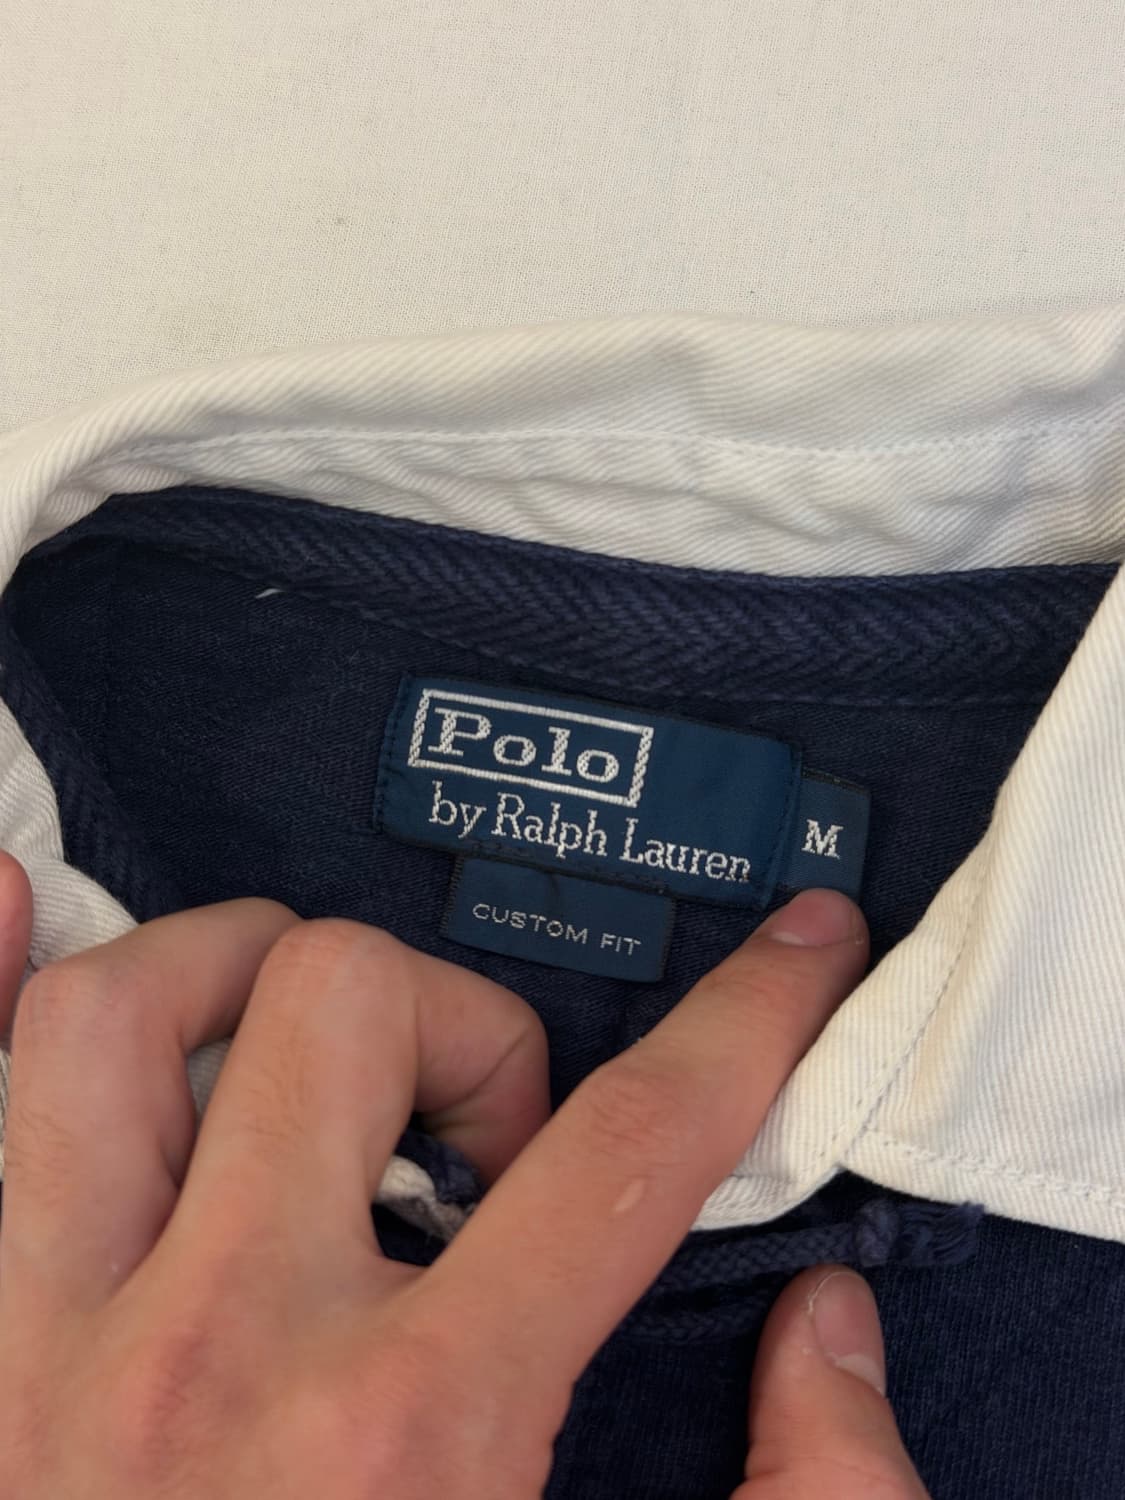 Polo
by Ralph Lauren
M
CUSTOM FIT